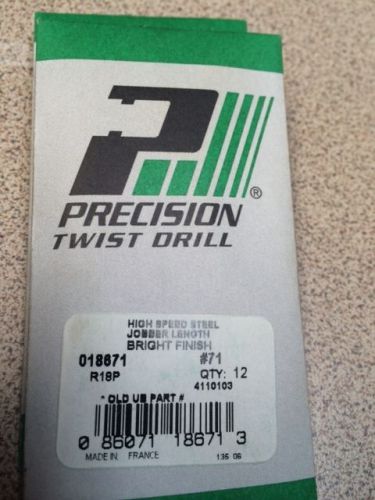 ®
PRECISION
TWIST DRILL
HIGH SPEED STEEL
JOBBER LENGTH
BRIGHT FINISH
018671 #71
R18P QTY: 12
4110103
* OLD US PART #
0 86071 18671 3
MADE IN FRANCE 135 06